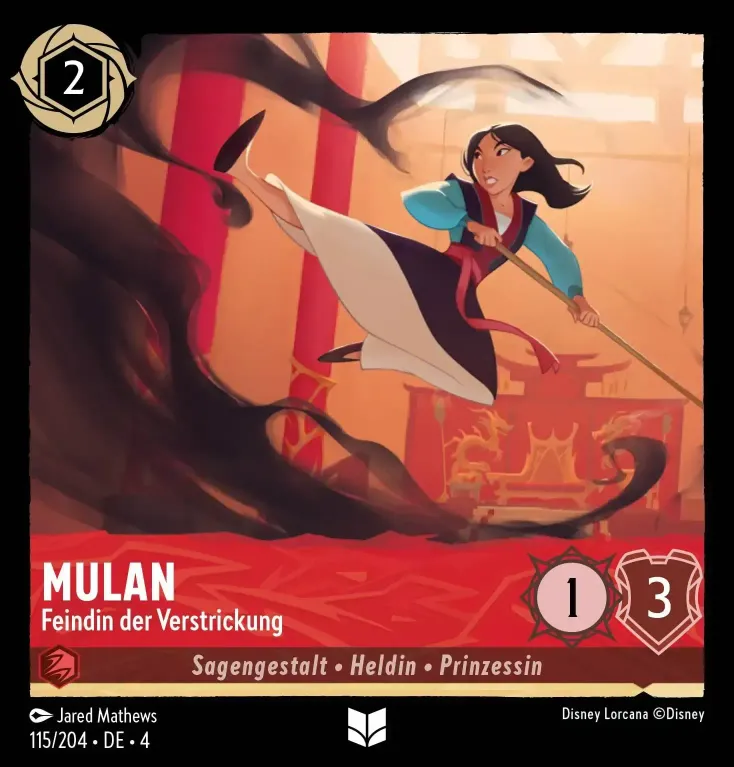 2
MULAN
Feindin der Verstrickung
1
3
Sagengestalt • Heldin • Prinzessin
Jared Mathews
Disney Lorcana ©Disney
115/204 • DE • 4